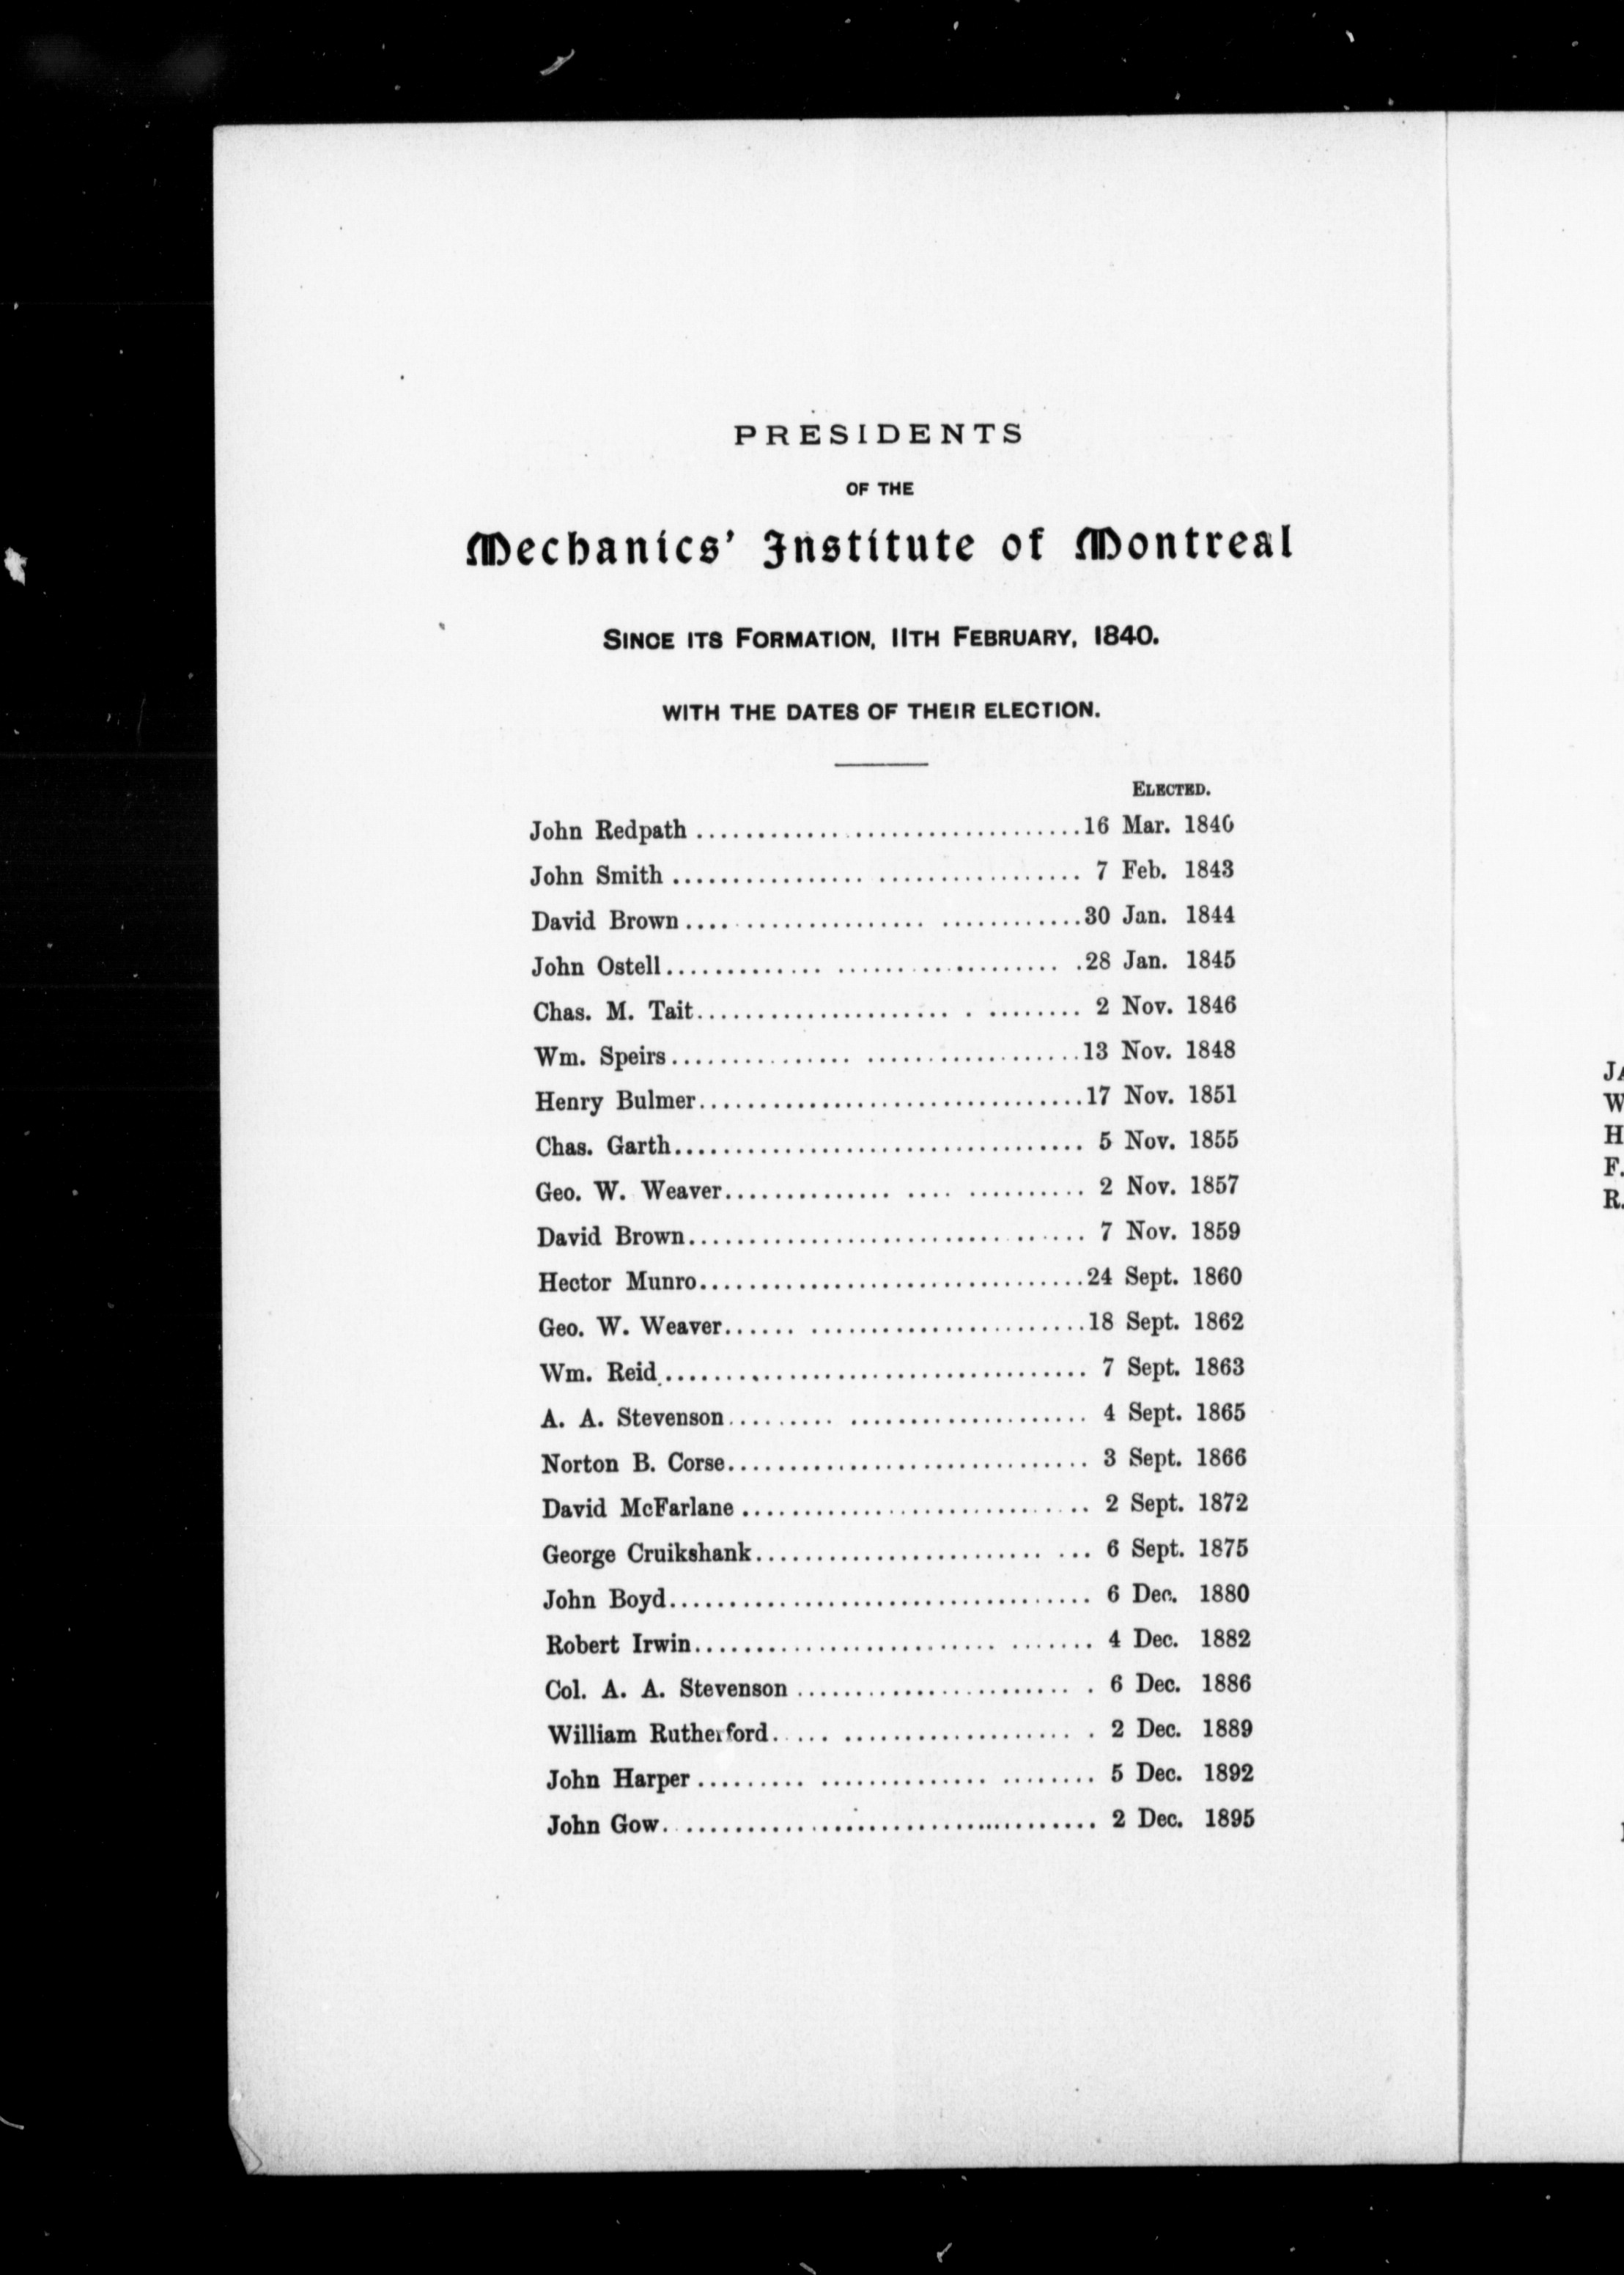 PRESIDENTS
OF THE
Mechanics' Institute of Montreal
SINCE ITS FORMATION, 11TH FEBRUARY, 1840.
WITH THE DATES OF THEIR ELECTION.
ELECTED.
John Redpath ................................ 16 Mar. 1840
John Smith ................................ 7 Feb. 1843
David Brown ................................ 30 Jan. 1844
John Ostell ................................ 28 Jan. 1845
Chas. M. Tait ................................ 2 Nov. 1846
Wm. Speirs ................................ 13 Nov. 1848
Henry Bulmer ................................ 17 Nov. 1851
Chas. Garth ................................ 5 Nov. 1855
Geo. W. Weaver ................................ 2 Nov. 1857
David Brown ................................ 7 Nov. 1859
Hector Munro ................................ 24 Sept. 1860
Geo. W. Weaver ................................ 18 Sept. 1862
Wm. Reid ................................ 7 Sept. 1863
A. A. Stevenson ................................ 4 Sept. 1865
Norton B. Corse ................................ 3 Sept. 1866
David McFarlane ................................ 2 Sept. 1872
George Cruikshank ................................ 6 Sept. 1875
John Boyd ................................ 6 Dec. 1880
Robert Irwin ................................ 4 Dec. 1882
Col. A. A. Stevenson ................................ 6 Dec. 1886
William Rutherford ................................ 2 Dec. 1889
John Harper ................................ 5 Dec. 1892
John Gow ................................ 2 Dec. 1895
JA
W
H
F.
R.